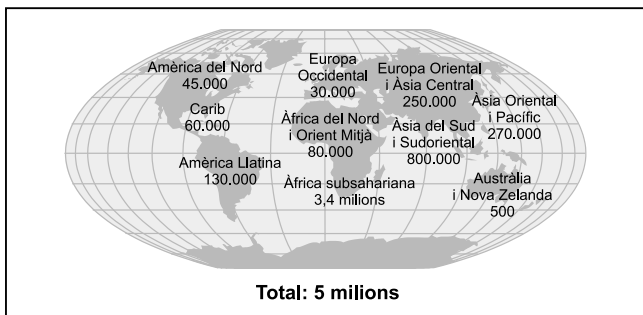 Amèrica del Nord
45.000
Carib
60.000
Amèrica Llatina
130.000
Europa
Occidental
30.000
Àfrica del Nord
i Orient Mitjà
80.000
Àfrica subsahariana
3,4 milions
Europa Oriental
i Àsia Central
250.000
Àsia del Sud
i Sudoriental
800.000
Àsia Oriental
i Pacífic
270.000
Austràlia
i Nova Zelanda
500
Total: 5 milions